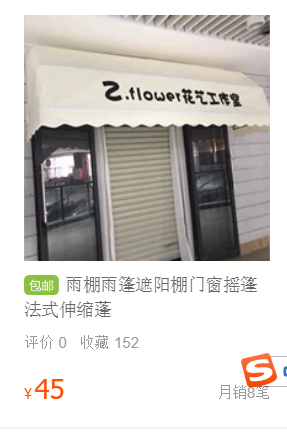 Z.flower花艺工作室
包邮 雨棚雨篷遮阳棚门窗摇篷
法式伸缩蓬
评价 0 收藏 152
¥45
月销8笔